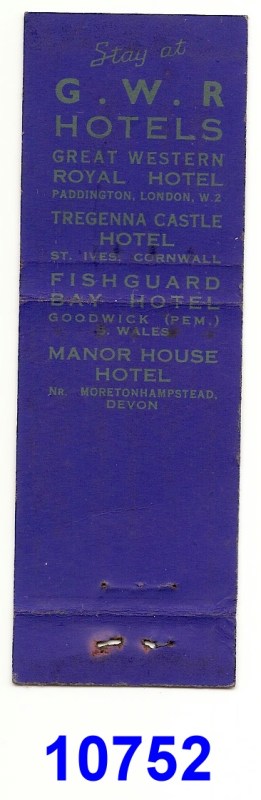 Stay at
G. W. R
HOTELS
GREAT WESTERN
ROYAL HOTEL
PADDINGTON, LONDON, W.2
TREGENNA CASTLE
HOTEL
ST. IVES, CORNWALL
FISHGUARD
BAY HOTEL
GOODWICK (PEM.)
S. WALES
MANOR HOUSE
HOTEL
NR. MORETONHAMPSTEAD,
DEVON
10752